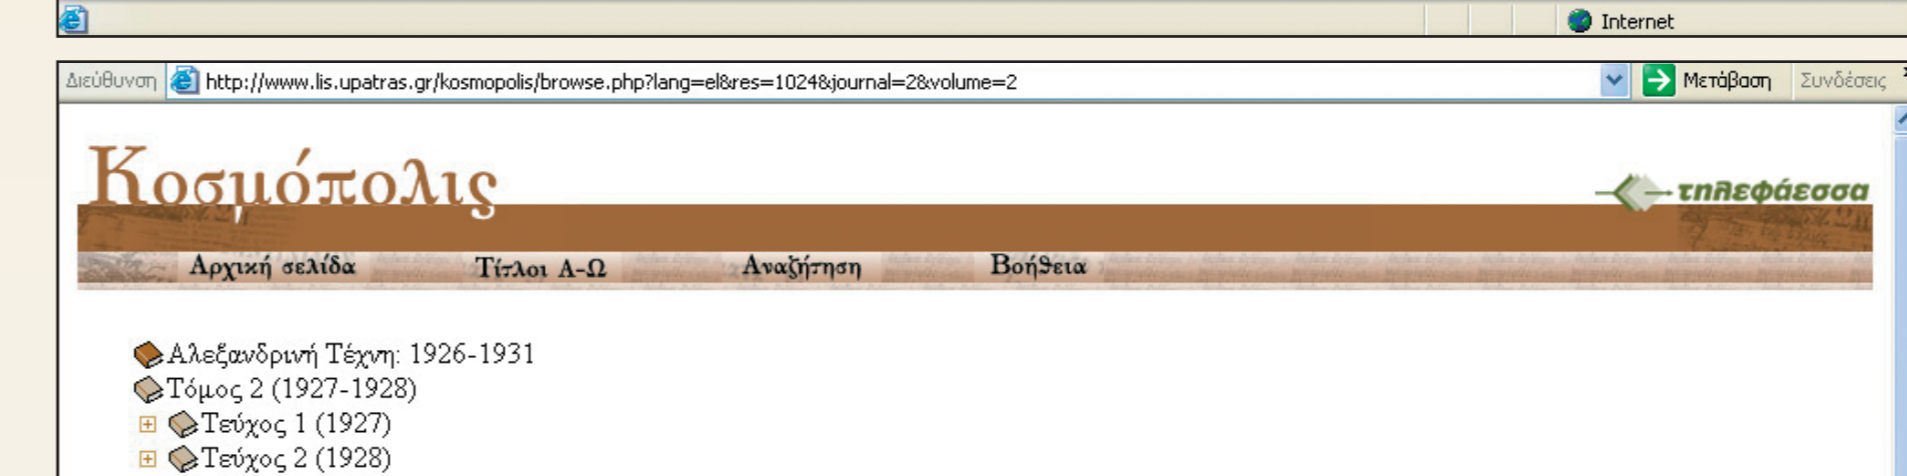 Internet
Διεύθυνση http://www.lis.upatras.gr/kosmopolis/browse.php?lang=el&res=1024&journal=2&volume=2 Μετάβαση Συνδέσεις
Κοσμόπολις
τηλεφάεσσα
Αρχική σελίδα Τίτλοι Α-Ω Αναζήτηση Βοήθεια
Αλεξανδρινή Τέχνη: 1926-1931
Τόμος 2 (1927-1928)
Τεύχος 1 (1927)
Τεύχος 2 (1928)